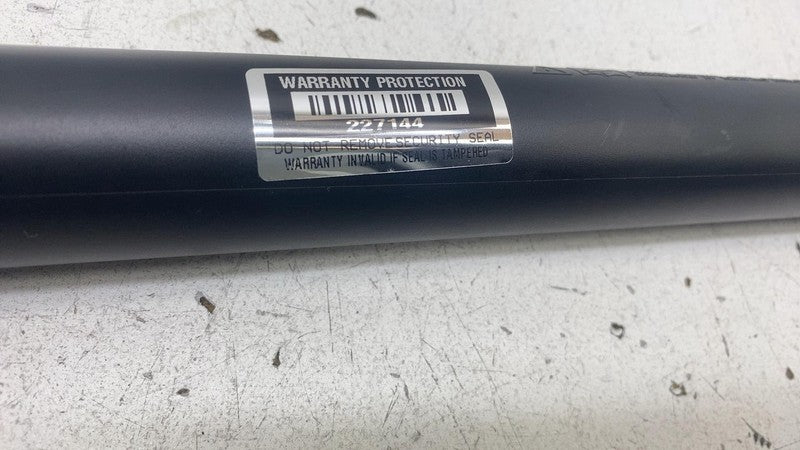 WARRANTY PROTECTION
227144
DO NOT REMOVE SECURITY SEAL
WARRANTY INVALID IF SEAL IS TAMPERED